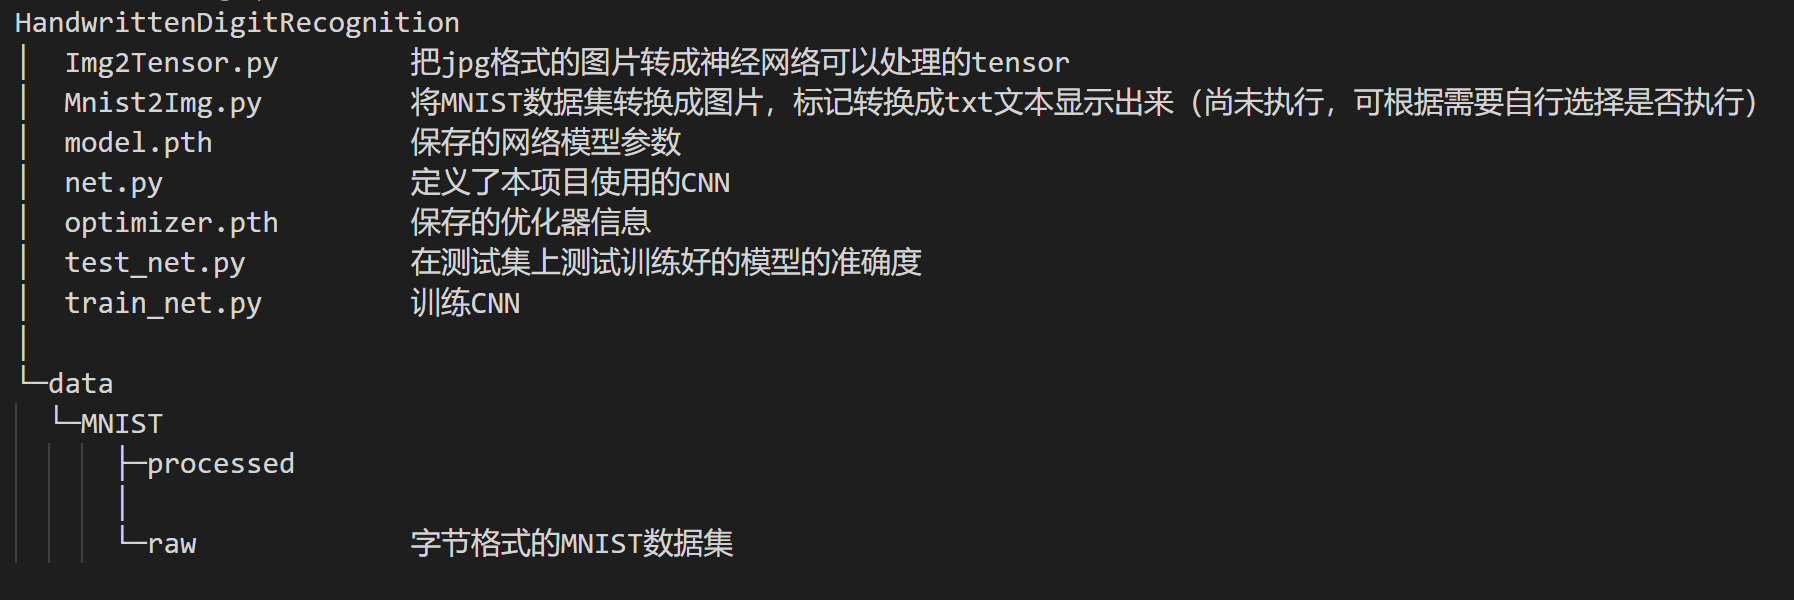 HandwrittenDigitRecognition
│  Img2Tensor.py                把jpg格式的图片转成神经网络可以处理的tensor
│  Mnist2Img.py                 将MNIST数据集转换成图片，标记转换成txt文本显示出来（尚未执行，可根据需要自行选择是否执行）
│  model.pth                    保存的网络模型参数
│  net.py                       定义了本项目使用的CNN
│  optimizer.pth                保存的优化器信息
│  test_net.py                  在测试集上测试训练好的模型的准确度
│  train_net.py                 训练CNN
│
└─data
    └─MNIST
        ├─processed
        │
        └─raw                   字节格式的MNIST数据集